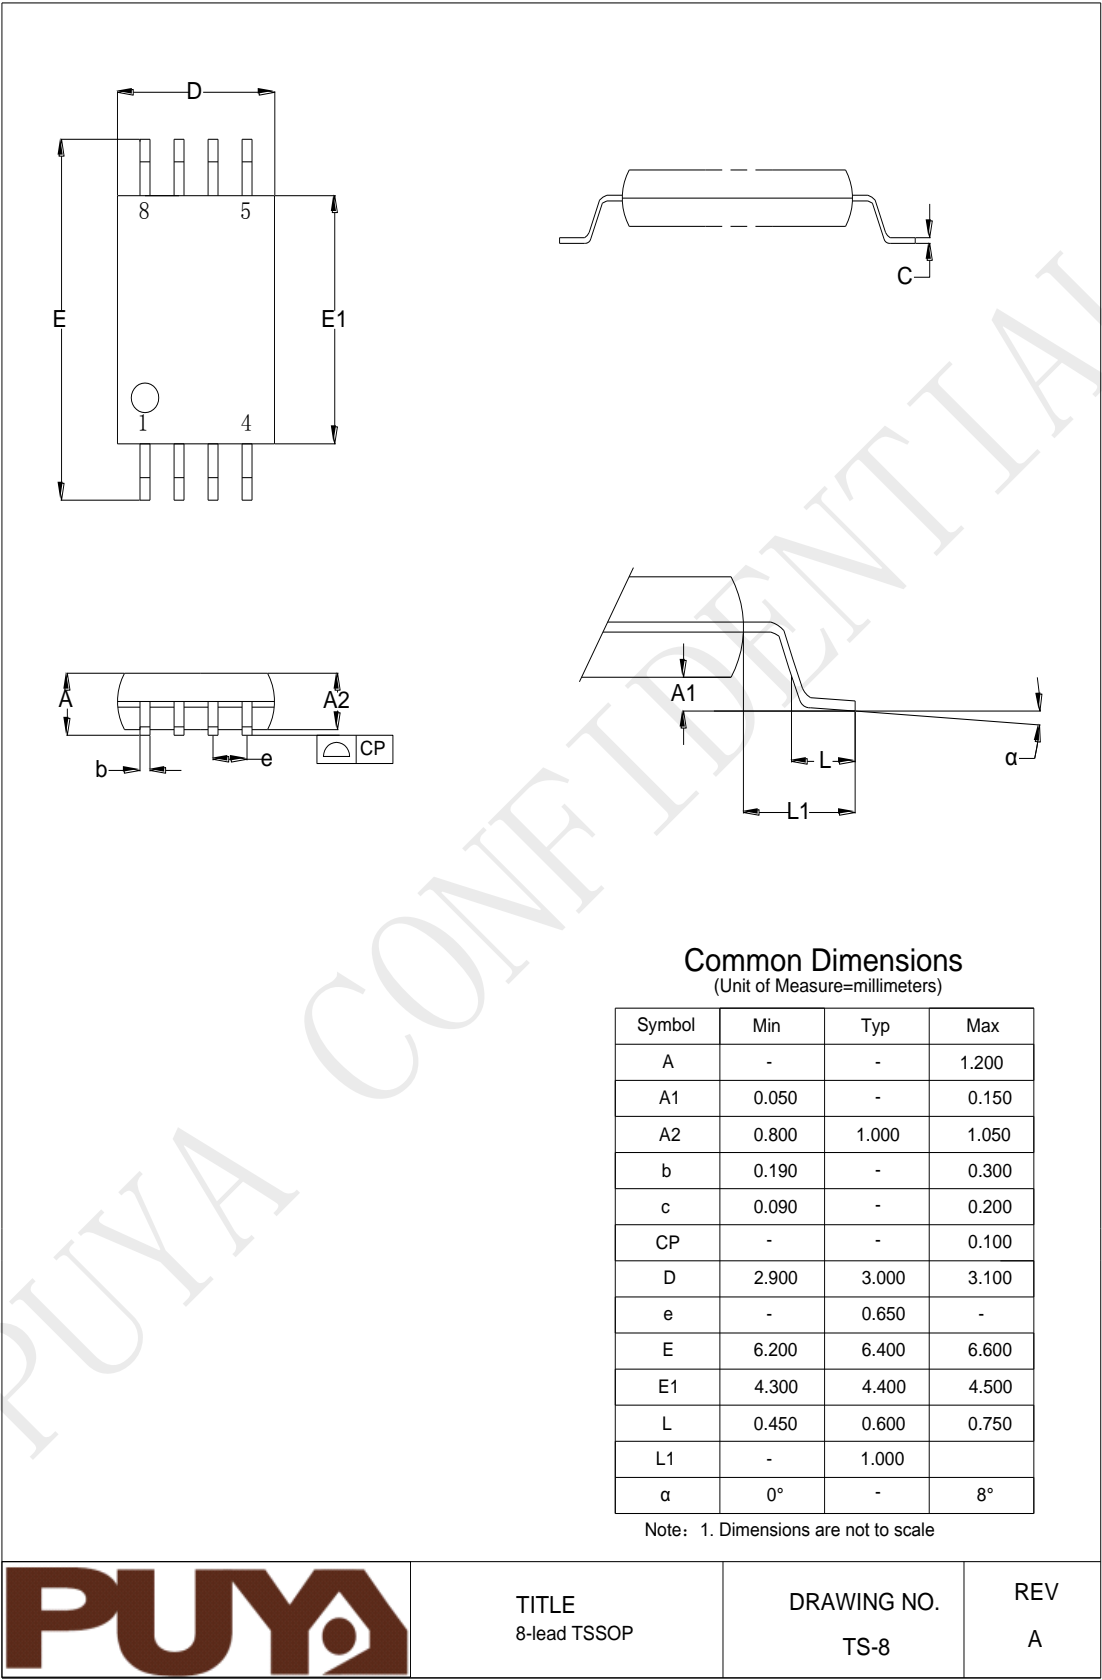 D
8 5
E
E1
1 4
C
A
A2
b
e
CP
A1
L
α
L1
PUYA CONFIDENTIAL
Common Dimensions
(Unit of Measure=millimeters)
Symbol Min Typ Max
A - - 1.200
A1 0.050 - 0.150
A2 0.800 1.000 1.050
b 0.190 - 0.300
c 0.090 - 0.200
CP - - 0.100
D 2.900 3.000 3.100
e - 0.650 -
E 6.200 6.400 6.600
E1 4.300 4.400 4.500
L 0.450 0.600 0.750
L1 - 1.000
α 0° - 8°
Note：1. Dimensions are not to scale
PUYA
TITLE
8-lead TSSOP
DRAWING NO.
TS-8
REV
A